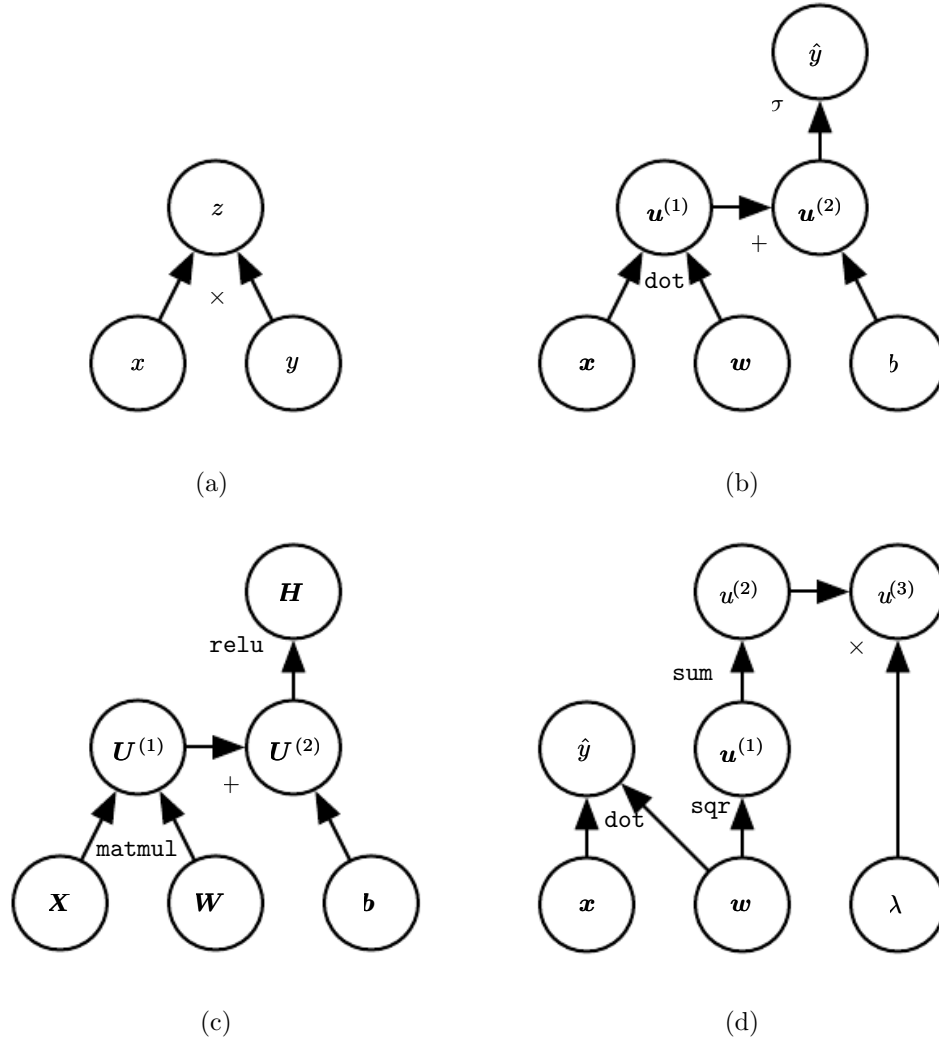 ŷ
σ
z
u^(1)
u^(2)
×
+
dot
x
y
x
w
b
(a)
(b)
H
u^(2)
u^(3)
relu
×
sum
U^(1)
U^(2)
ŷ
u^(1)
+
sqr
dot
matmul
X
W
b
x
w
λ
(c)
(d)